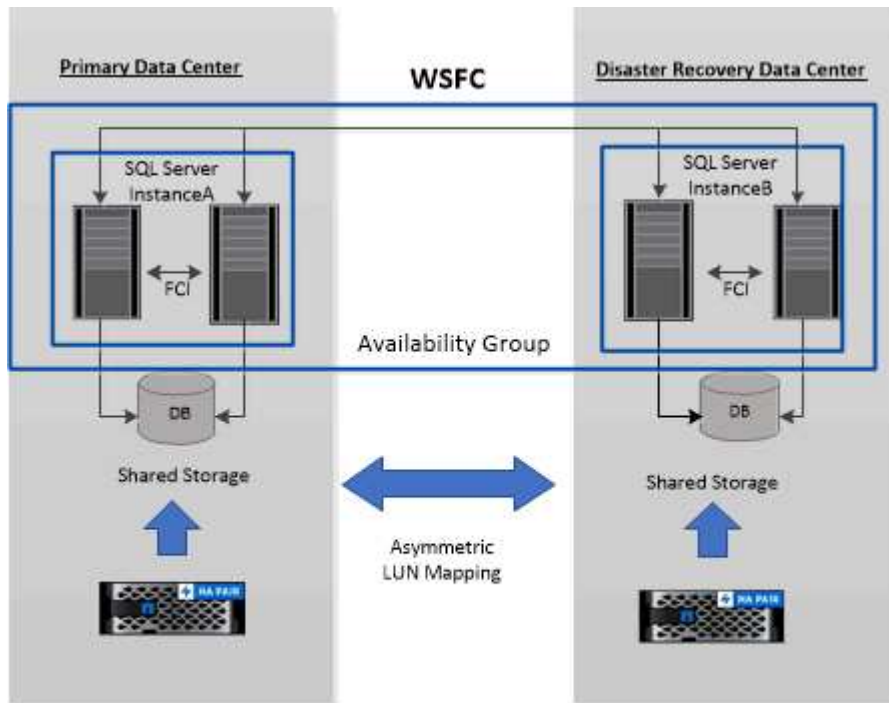 Primary Data Center
WSFC
Disaster Recovery Data Center
SQL Server
InstanceA
SQL Server
InstanceB
FCI
FCI
Availability Group
DB
DB
Shared Storage
Shared Storage
Asymmetric
LUN Mapping
HA PAIR
HA PAIR